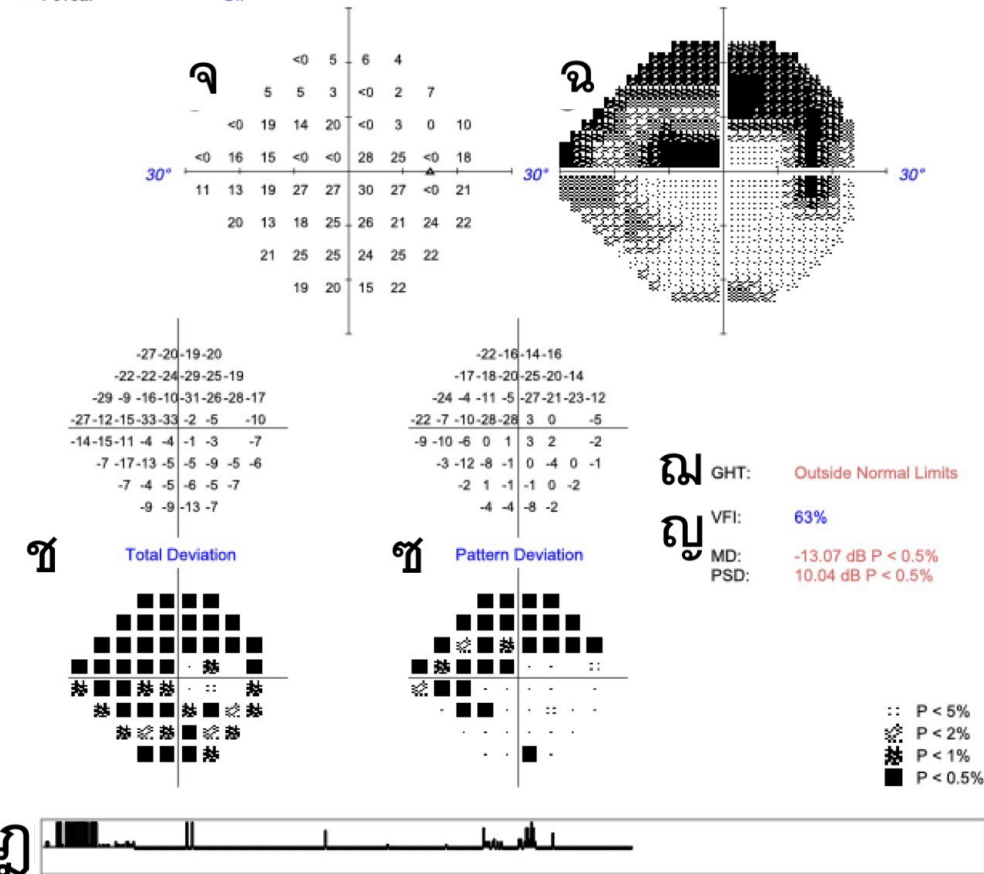 จ
ฉ
<0 5 6 4
5 5 3 <0 2 7
<0 19 14 20 <0 3 0 10
<0 16 15 <0 <0 28 25 <0 18
30° 30° 30°
11 13 19 27 27 30 27 <0 21
20 13 18 25 26 21 24 22
21 25 25 24 25 22
19 20 15 22
-27 -20 -19 -20
-22 -22 -24 -29 -25 -19
-29 -9 -16 -10 -31 -26 -28 -17
-27 -12 -15 -33 -33 -2 -5 -10
-14 -15 -11 -4 -4 -1 -3 -7
-7 -17 -13 -5 -5 -9 -5 -6
-7 -4 -5 -6 -5 -7
-9 -9 -13 -7
-22 -16 -14 -16
-17 -18 -20 -25 -20 -14
-24 -4 -11 -5 -27 -21 -23 -12
-22 -7 -10 -28 -28 3 0 -5
-9 -10 -6 0 1 3 2 -2
-3 -12 -8 -1 0 -4 0 -1
-2 1 -1 -1 0 -2
-4 -4 -8 -2
ฌ GHT: Outside Normal Limits
ญ VFI: 63%
MD: -13.07 dB P < 0.5%
PSD: 10.04 dB P < 0.5%
ช Total Deviation
ซ Pattern Deviation
P < 5%
P < 2%
P < 1%
P < 0.5%